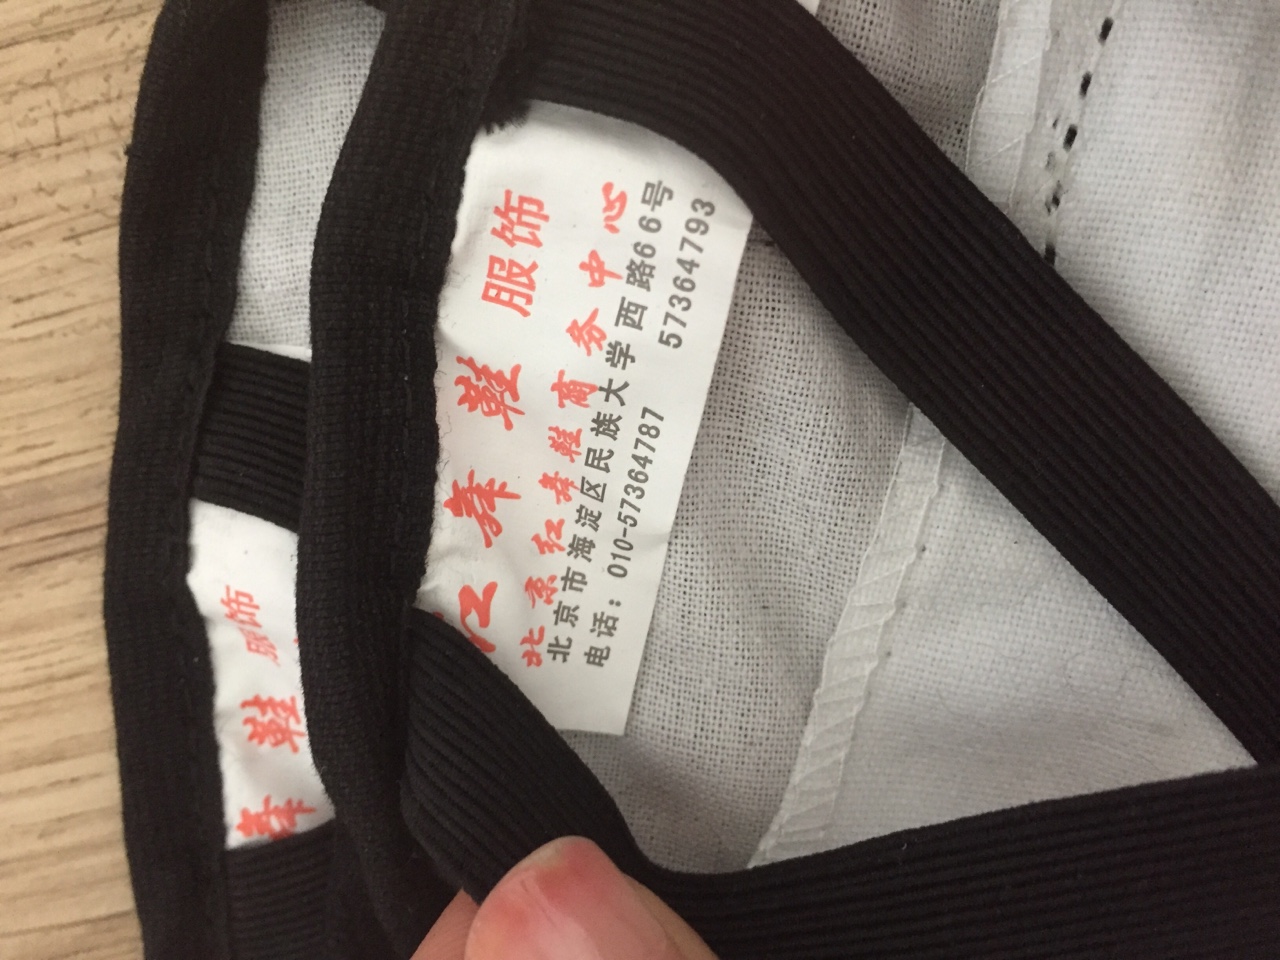 红舞鞋 服饰
北京红舞鞋商务中心
北京市海淀区民族大学西路66号
电话：010-57364787 57364793
舞鞋 服饰